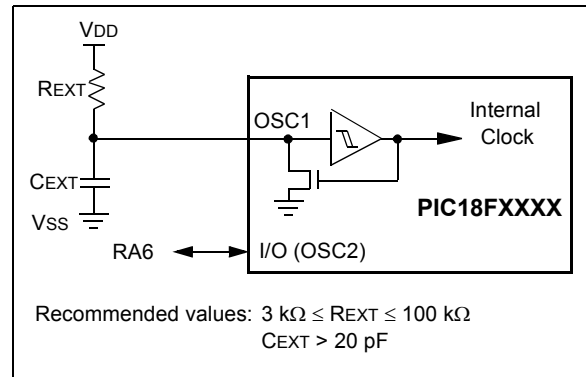 VDD
REXT
OSC1
Internal
Clock
CEXT
PIC18FXXXX
VSS
RA6
I/O (OSC2)
Recommended values: 3 kΩ ≤ REXT ≤ 100 kΩ
CEXT > 20 pF